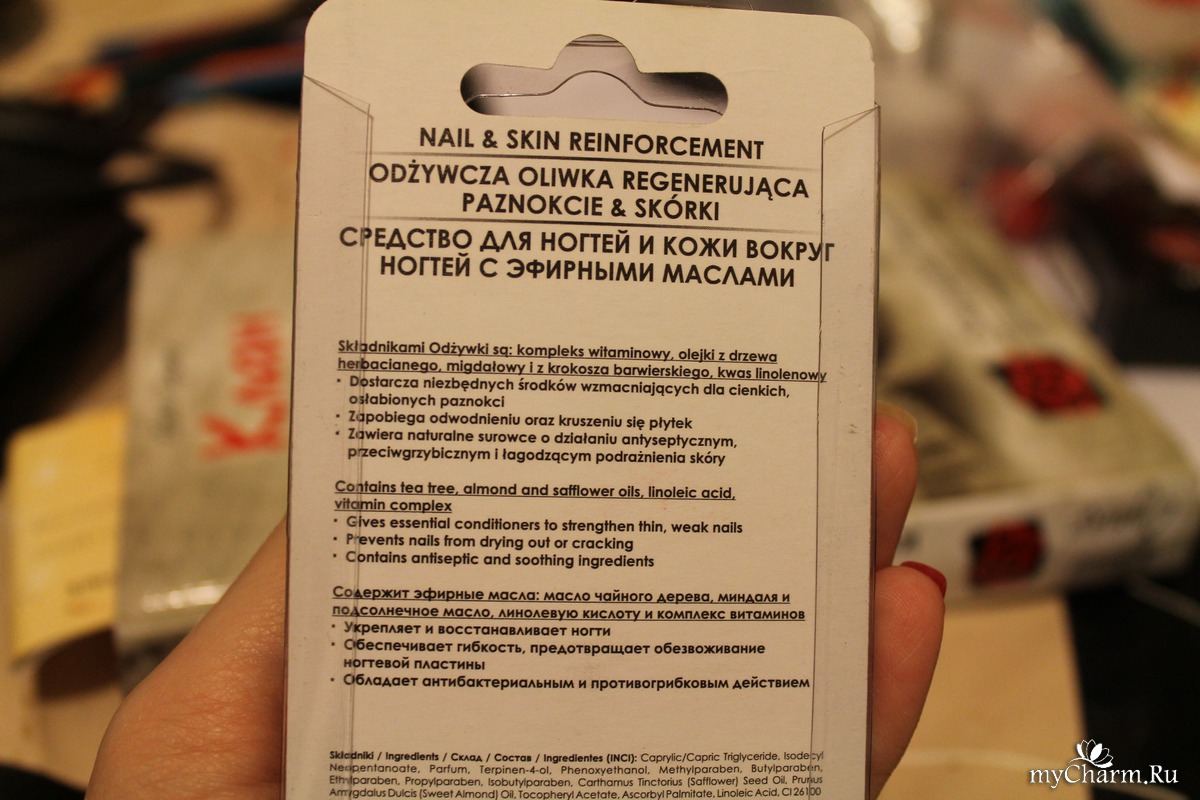 NAIL & SKIN REINFORCEMENT
ODŻYWCZA OLIWKA REGENERUJĄCA
PAZNOKCIE & SKÓRKI
СРЕДСТВО ДЛЯ НОГТЕЙ И КОЖИ ВОКРУГ
НОГТЕЙ С ЭФИРНЫМИ МАСЛАМИ
Składnikami Odżywki są: kompleks witaminowy, olejki z drzewa
herbacianego, migdałowy i z krokosza barwierskiego, kwas linolenowy
· Dostarcza niezbędnych środków wzmacniających dla cienkich,
osłabionych paznokci
· Zapobiega odwodnieniu oraz kruszeniu się płytek
· Zawiera naturalne surowce o działaniu antyseptycznym,
przeciwgrzybicznym i łagodzącym podrażnienia skóry
Contains tea tree, almond and safflower oils, linoleic acid,
vitamin complex
· Gives essential conditioners to strengthen thin, weak nails
· Prevents nails from drying out or cracking
· Contains antiseptic and soothing ingredients
Содержит эфирные масла: масло чайного дерева, миндаля и
подсолнечное масло, линолевую кислоту и комплекс витаминов
· Укрепляет и восстанавливает ногти
· Обеспечивает гибкость, предотвращает обезвоживание
ногтевой пластины
· Обладает антибактериальным и противогрибковым действием
Składniki / Ingredients / Склад / Состав / Ingredientes (INCI): Caprylic/Capric Triglyceride, Isodecyl
Neopentanoate, Parfum, Terpinen-4-ol, Phenoxyethanol, Methylparaben, Butylparaben,
Ethylparaben, Propylparaben, Isobutylparaben, Carthamus Tinctorius (Safflower) Seed Oil, Prunus
Amygdalus Dulcis (Sweet Almond) Oil, Tocopheryl Acetate, Ascorbyl Palmitate, Linoleic Acid, CI 26100
myCharm.Ru